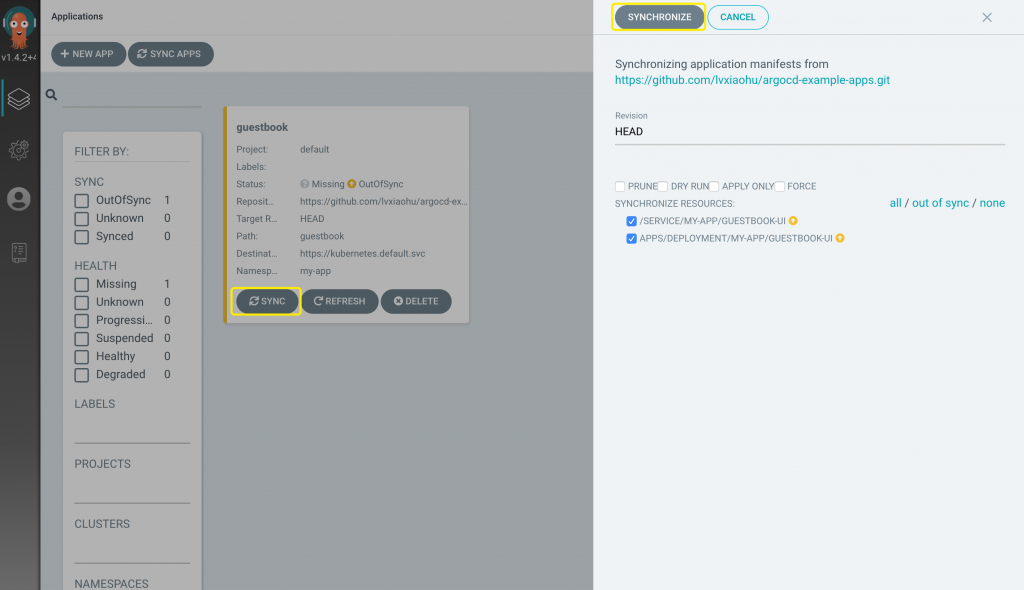 v1.4.2+4
Applications
NEW APP
SYNC APPS
FILTER BY:
SYNC
OutOfSync 1
Unknown 0
Synced 0
HEALTH
Missing 1
Unknown 0
Progressi... 0
Suspended 0
Healthy 0
Degraded 0
LABELS
PROJECTS
CLUSTERS
NAMESPACES
guestbook
Project: default
Labels:
Status: Missing OutOfSync
Reposit... https://github.com/lvxiaohu/argocd-ex...
Target R... HEAD
Path: guestbook
Destinat... https://kubernetes.default.svc
Namesp... my-app
SYNC
REFRESH
DELETE
SYNCHRONIZE
CANCEL
Synchronizing application manifests from
https://github.com/lvxiaohu/argocd-example-apps.git
Revision
HEAD
PRUNE DRY RUN APPLY ONLY FORCE
SYNCHRONIZE RESOURCES: all / out of sync / none
/SERVICE/MY-APP/GUESTBOOK-UI
APPS/DEPLOYMENT/MY-APP/GUESTBOOK-UI